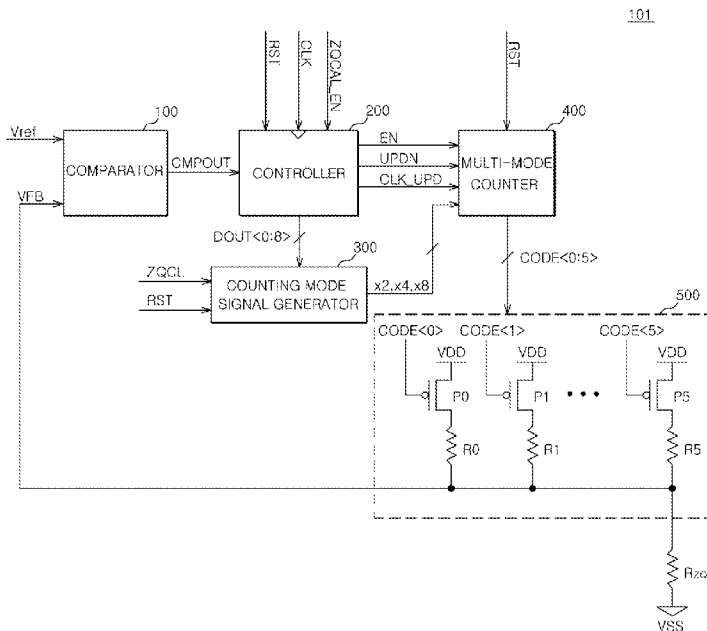 101
RST
CLK
ZQCAL_EN
RST
100
200
400
Vref
VFB
COMPARATOR
CMPOUT
CONTROLLER
EN
UPDN
CLK_UPD
MULTI-MODE
COUNTER
DOUT<0:8>
300
CODE<0:5>
ZQCL
RST
COUNTING MODE
SIGNAL GENERATOR
x2,x4,x8
500
CODE<0>
CODE<1>
CODE<5>
VDD
VDD
VDD
P0
P1
P5
R0
R1
R5
RZQ
VSS